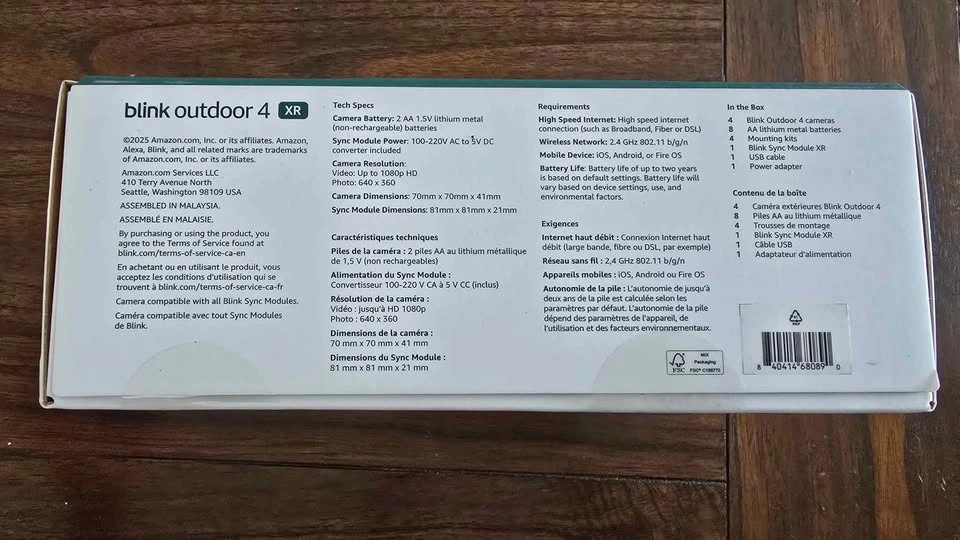 blink outdoor 4 XR
©2025 Amazon.com, Inc. or its affiliates. Amazon,
Alexa, Blink, and all related marks are trademarks
of Amazon.com, Inc. or its affiliates.
Amazon.com Services LLC
410 Terry Avenue North
Seattle, Washington 98109 USA
ASSEMBLED IN MALAYSIA.
ASSEMBLÉ EN MALAISIE.
By purchasing or using the product, you
agree to the Terms of Service found at
blink.com/terms-of-service-ca-en
En achetant ou en utilisant le produit, vous
acceptez les conditions d'utilisation qui se
trouvent à blink.com/terms-of-service-ca-fr
Camera compatible with all Blink Sync Modules.
Caméra compatible avec tout Sync Modules
de Blink.
Tech Specs
Camera Battery: 2 AA 1.5V lithium metal
(non-rechargeable) batteries
Sync Module Power: 100-220V AC to 5V DC
converter included
Camera Resolution:
Video: Up to 1080p HD
Photo: 640 x 360
Camera Dimensions: 70mm x 70mm x 41mm
Sync Module Dimensions: 81mm x 81mm x 21mm
Caractéristiques techniques
Piles de la caméra : 2 piles AA au lithium métallique
de 1,5 V (non rechargeables)
Alimentation du Sync Module :
Convertisseur 100-220 V CA à 5 V CC (inclus)
Résolution de la caméra :
Vidéo : jusqu'à HD 1080p
Photo : 640 x 360
Dimensions de la caméra :
70 mm x 70 mm x 41 mm
Dimensions du Sync Module :
81 mm x 81 mm x 21 mm
Requirements
High Speed Internet: High speed internet
connection (such as Broadband, Fiber or DSL)
Wireless Network: 2.4 GHz 802.11 b/g/n
Mobile Device: iOS, Android, or Fire OS
Battery Life: Battery life of up to two years
is based on default settings. Battery life will
vary based on device settings, use, and
environmental factors.
Exigences
Internet haut débit : Connexion Internet haut
débit (large bande, fibre ou DSL, par exemple)
Réseau sans fil : 2,4 GHz 802.11 b/g/n
Appareils mobiles : iOS, Android ou Fire OS
Autonomie de la pile : L'autonomie de jusqu'à
deux ans de la pile est calculée selon les
paramètres par défaut. L'autonomie de la pile
dépend des paramètres de l'appareil, de
l'utilisation et des facteurs environnementaux.
FSC
MIX
Packaging
FSC® C188772
In the Box
4 Blink Outdoor 4 cameras
8 AA lithium metal batteries
4 Mounting kits
1 Blink Sync Module XR
1 USB cable
1 Power adapter
Contenu de la boîte
4 Caméra extérieures Blink Outdoor 4
8 Piles AA au lithium métallique
4 Trousses de montage
1 Blink Sync Module XR
1 Câble USB
1 Adaptateur d'alimentation
PAP
8 40414 68089 0